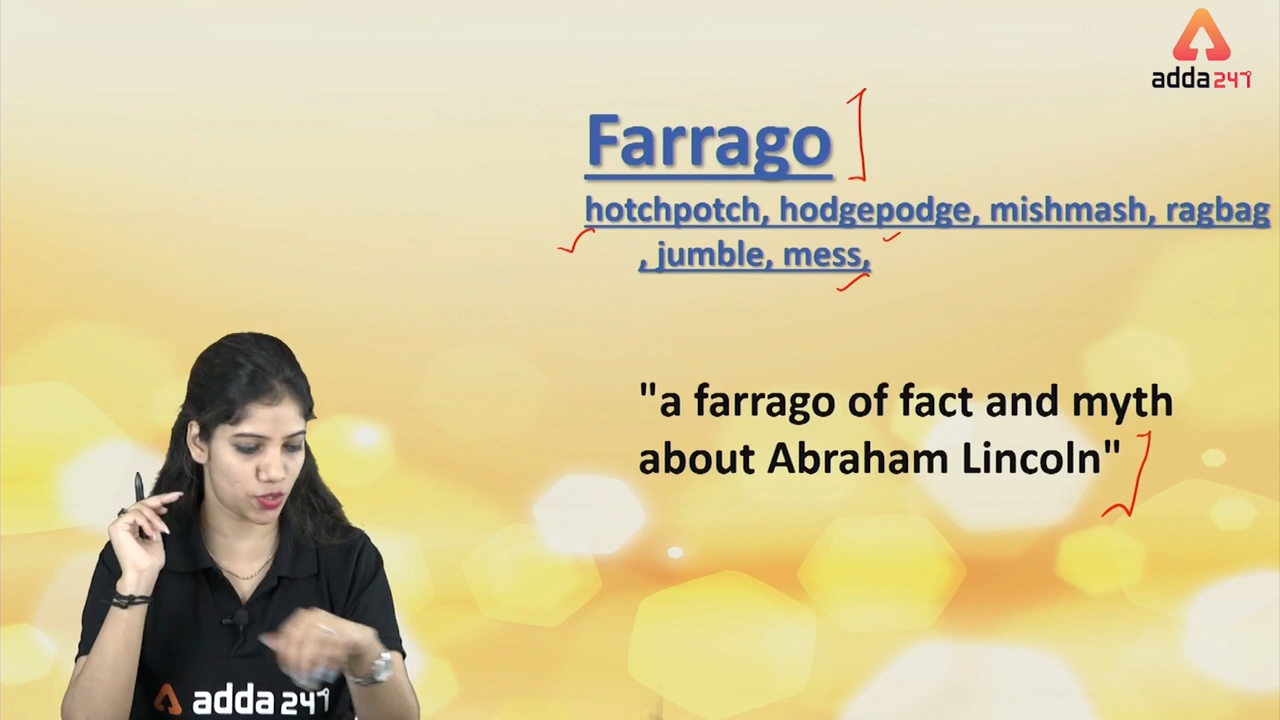 adda247
Farrago
hotchpotch, hodgepodge, mishmash, ragbag
, jumble, mess,
"a farrago of fact and myth
about Abraham Lincoln"
adda247